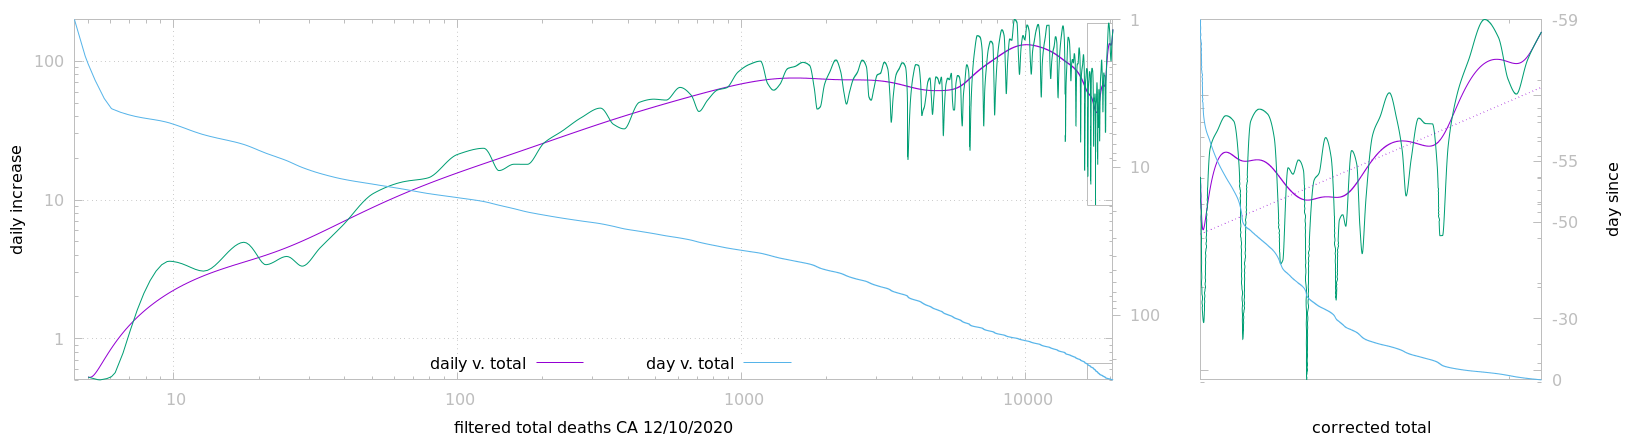 100
10
1
daily increase
1
10
100
daily v. total
day v. total
10
100
1000
10000
filtered total deaths CA 12/10/2020
-59
-55
-50
-30
0
day since
corrected total